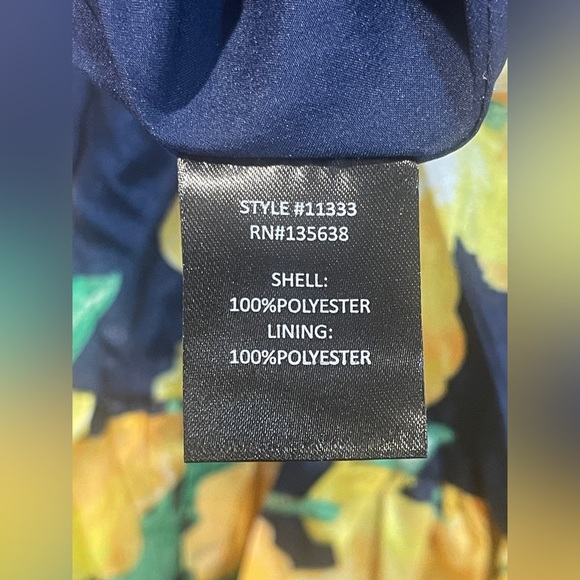 STYLE #11333
RN#135638
SHELL:
100%POLYESTER
LINING:
100%POLYESTER